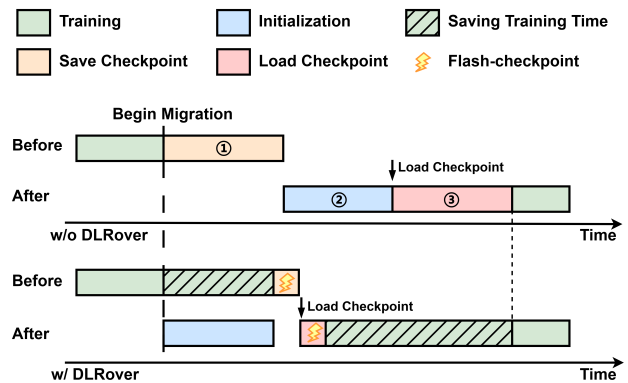 Training
Initialization
Saving Training Time
Save Checkpoint
Load Checkpoint
Flash-checkpoint
Begin Migration
Before
①
Load Checkpoint
After
②
③
w/o DLRover
Time
Before
Load Checkpoint
After
w/ DLRover
Time